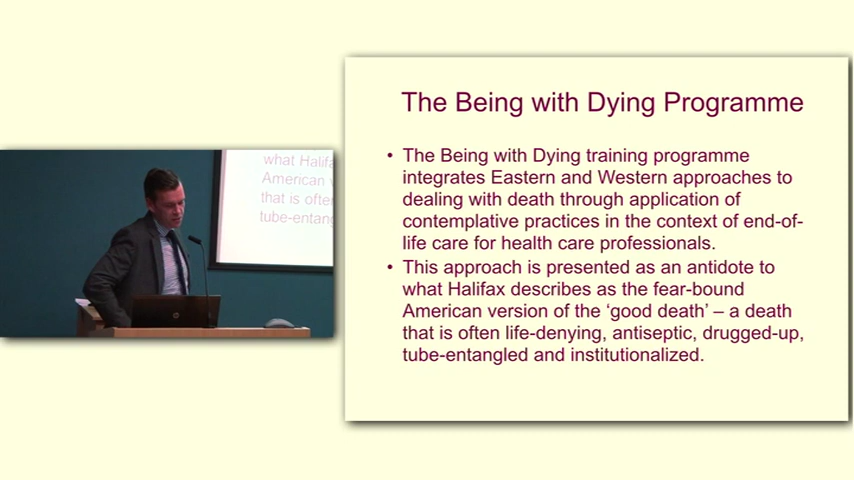 The Being with Dying Programme
• The Being with Dying training programme
integrates Eastern and Western approaches to
dealing with death through application of
contemplative practices in the context of end-of-
life care for health care professionals.
• This approach is presented as an antidote to
what Halifax describes as the fear-bound
American version of the ‘good death’ – a death
that is often life-denying, antiseptic, drugged-up,
tube-entangled and institutionalized.
what Halifa
American v
that is ofte
tube-entang